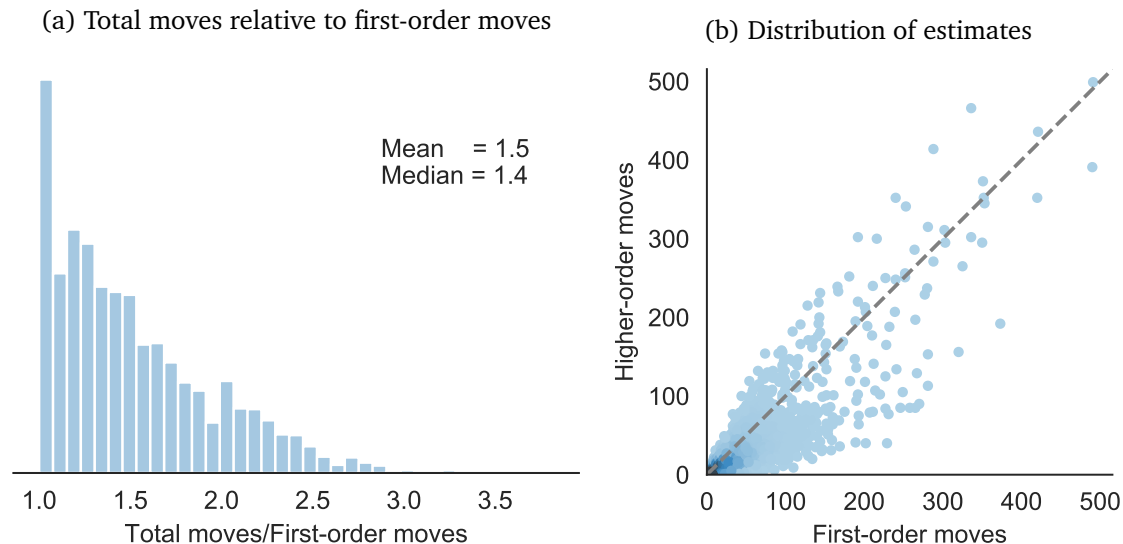 (a) Total moves relative to first-order moves
Mean = 1.5
Median = 1.4
1.0 1.5 2.0 2.5 3.0 3.5
Total moves/First-order moves
(b) Distribution of estimates
500
400
300
200
100
0
Higher-order moves
0 100 200 300 400 500
First-order moves